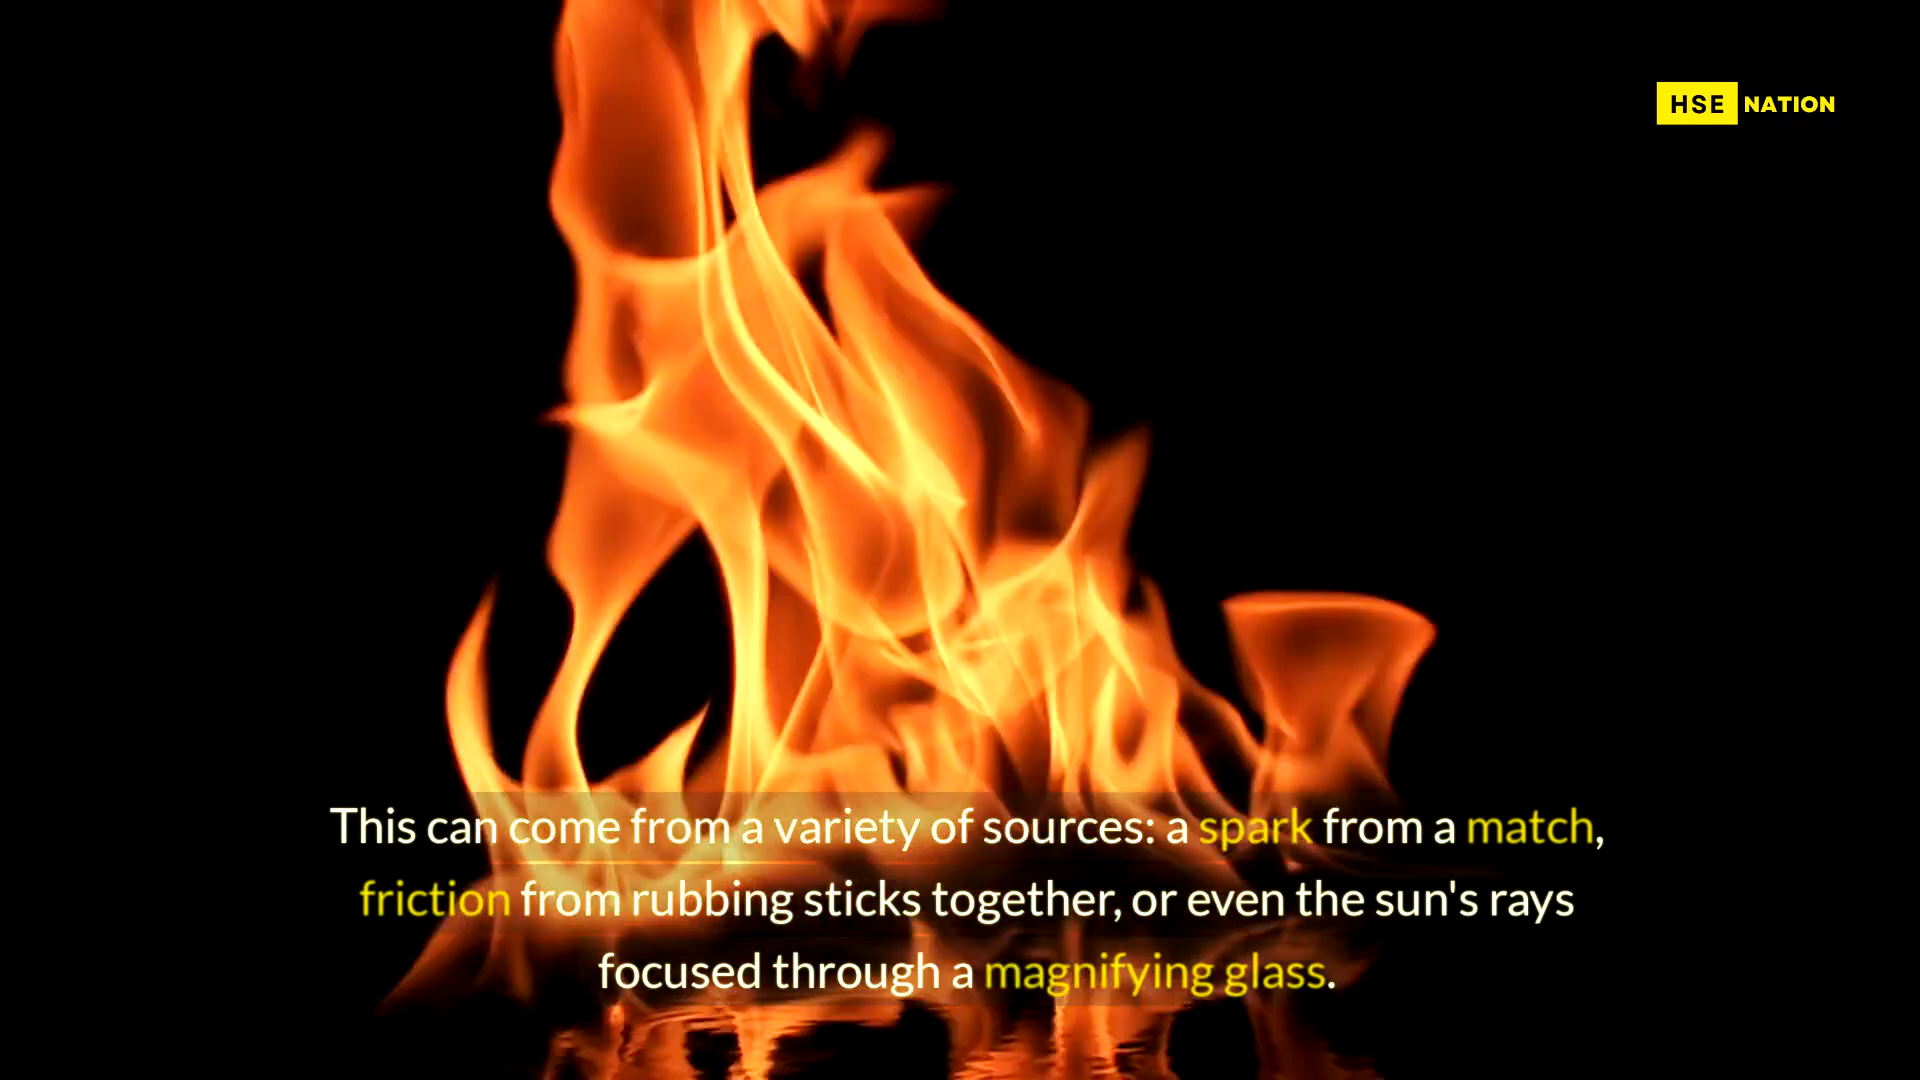 HSE NATION
This can come from a variety of sources: a spark from a match,
friction from rubbing sticks together, or even the sun's rays
focused through a magnifying glass.